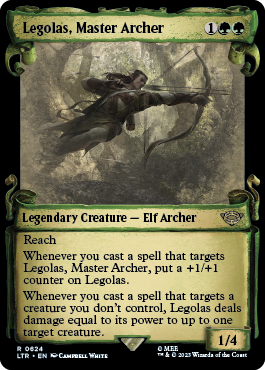 Legolas, Master Archer 1
Legendary Creature — Elf Archer
Reach
Whenever you cast a spell that targets
Legolas, Master Archer, put a +1/+1
counter on Legolas.
Whenever you cast a spell that targets a
creature you don't control, Legolas deals
damage equal to its power to up to one
target creature.
1/4
R 0624
LTR • EN CAMPBELL WHITE
© MEE
™ & © 2023 Wizards of the Coast